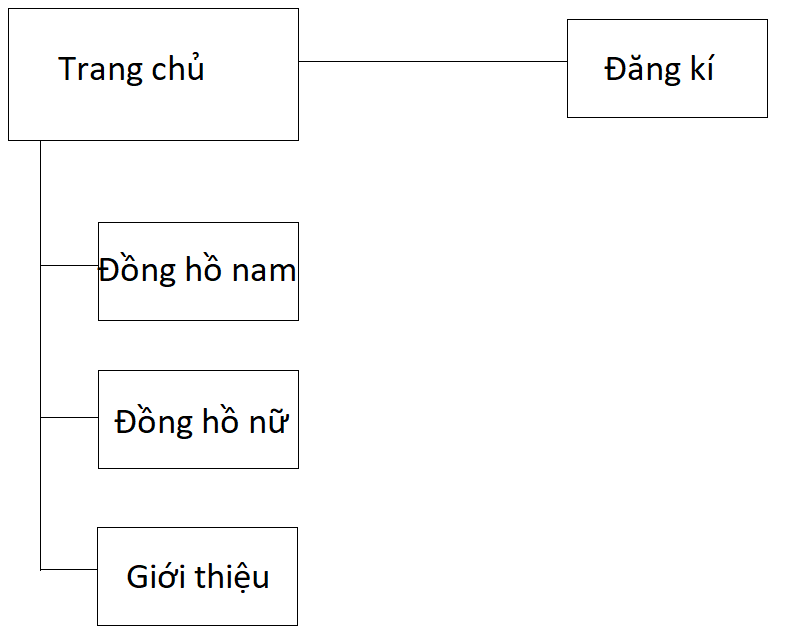 Trang chủ
Đăng kí
Đồng hồ nam
Đồng hồ nữ
Giới thiệu